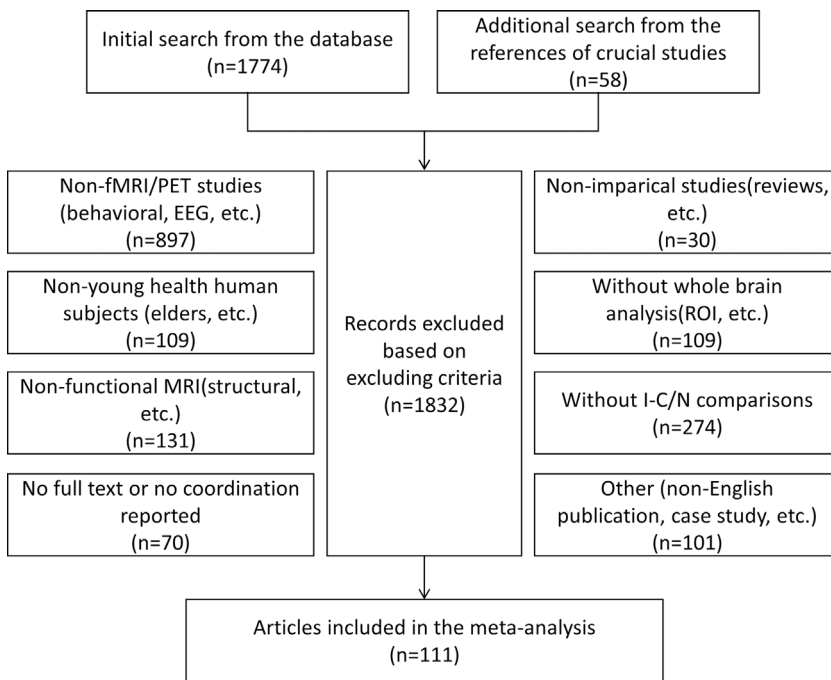 Initial search from the database
(n=1774)
Additional search from the
references of crucial studies
(n=58)
Non-fMRI/PET studies
(behavioral, EEG, etc.)
(n=897)
Non-young health human
subjects (elders, etc.)
(n=109)
Non-functional MRI(structural,
etc.)
(n=131)
No full text or no coordination
reported
(n=70)
Records excluded
based on
excluding criteria
(n=1832)
Non-imparical studies(reviews,
etc.)
(n=30)
Without whole brain
analysis(ROI, etc.)
(n=109)
Without I-C/N comparisons
(n=274)
Other (non-English
publication, case study, etc.)
(n=101)
Articles included in the meta-analysis
(n=111)